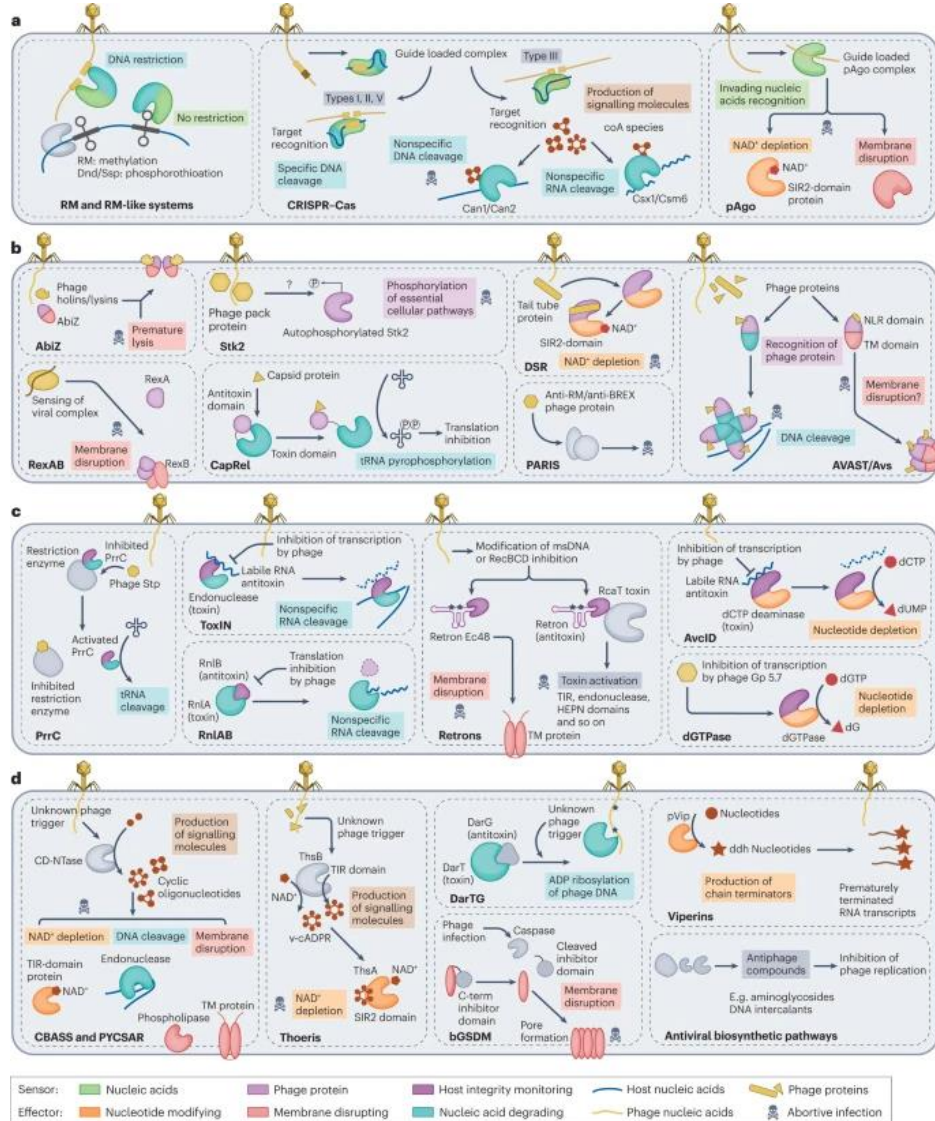 a
DNA restriction
No restriction
RM: methylation
Dnd/Ssp: phosphorothioation
RM and RM-like systems
Guide loaded complex
Type III
Types I, II, V
Target
recognition
Specific DNA
cleavage
Nonspecific
DNA cleavage
Target
recognition
Production of
signalling molecules
coA species
Nonspecific
RNA cleavage
Can1/Can2
Csx1/Csm6
CRISPR–Cas
Guide loaded
pAgo complex
Invading nucleic
acids recognition
NAD⁺ depletion
NAD⁺
SIR2-domain
protein
Membrane
disruption
pAgo
b
Phage
holins/lysins
AbiZ
Premature
lysis
AbiZ
?
P
Phage pack
protein
Autophosphorylated Stk2
Phosphorylation
of essential
cellular pathways
Stk2
Tail tube
protein
NAD⁺
SIR2-domain
NAD⁺ depletion
DSR
Phage proteins
NLR domain
TM domain
Recognition of
phage protein
Membrane
disruption?
DNA cleavage
AVAST/Avs
RexA
Sensing of
viral complex
Membrane
disruption
RexB
RexAB
Capsid protein
Antitoxin
domain
Toxin domain
PP
Translation
inhibition
tRNA pyrophosphorylation
CapRel
Anti-RM/anti-BREX
phage protein
PARIS
c
Restriction
enzyme
Inhibited
PrrC
Phage Stp
Activated
PrrC
Inhibited
restriction
enzyme
tRNA
cleavage
PrrC
Inhibition of transcription
by phage
Labile RNA
antitoxin
Endonuclease
(toxin)
Nonspecific
RNA cleavage
ToxIN
RnlB
(antitoxin)
Translation
inhibition
by phage
RnlA
(toxin)
Nonspecific
RNA cleavage
RnlAB
Modification of msDNA
or RecBCD inhibition
RcaT toxin
Retron Ec48
Retron
(antitoxin)
Membrane
disruption
Toxin activation
TIR, endonuclease,
HEPN domains
and so on
TM protein
Retrons
Inhibition of transcription
by phage
Labile RNA
antitoxin
dCTP
dCTP deaminase
(toxin)
dUMP
Nucleotide depletion
AvcID
Inhibition of transcription
by phage Gp 5.7
dGTP
Nucleotide
depletion
dG
dGTPase
dGTPase
d
Unknown phage
trigger
Production of
signalling
molecules
CD-NTase
Cyclic
oligonucleotides
NAD⁺ depletion
DNA cleavage
Membrane
disruption
TIR-domain
protein
NAD⁺
Endonuclease
TM protein
Phospholipase
CBASS and PYCSAR
Unknown
phage trigger
ThsB
TIR domain
NAD⁺
Production of
signalling
molecules
v-cADPR
ThsA
NAD⁺
NAD⁺
depletion
SIR2 domain
Thoeris
DarG
(antitoxin)
Unknown
phage
trigger
DarT
(toxin)
ADP ribosylation
of phage DNA
DarTG
Phage
infection
Caspase
Cleaved
inhibitor
domain
C-term
inhibitor
domain
Membrane
disruption
Pore
formation
bGSDM
pVip
Nucleotides
ddh Nucleotides
Production of
chain terminators
Prematurely
terminated
RNA transcripts
Viperins
Antiphage
compounds
Inhibition of
phage replication
E.g. aminoglycosides
DNA intercalants
Antiviral biosynthetic pathways
Sensor:
Nucleic acids
Phage protein
Host integrity monitoring
Host nucleic acids
Phage proteins
Effector:
Nucleotide modifying
Membrane disrupting
Nucleic acid degrading
Phage nucleic acids
Abortive infection